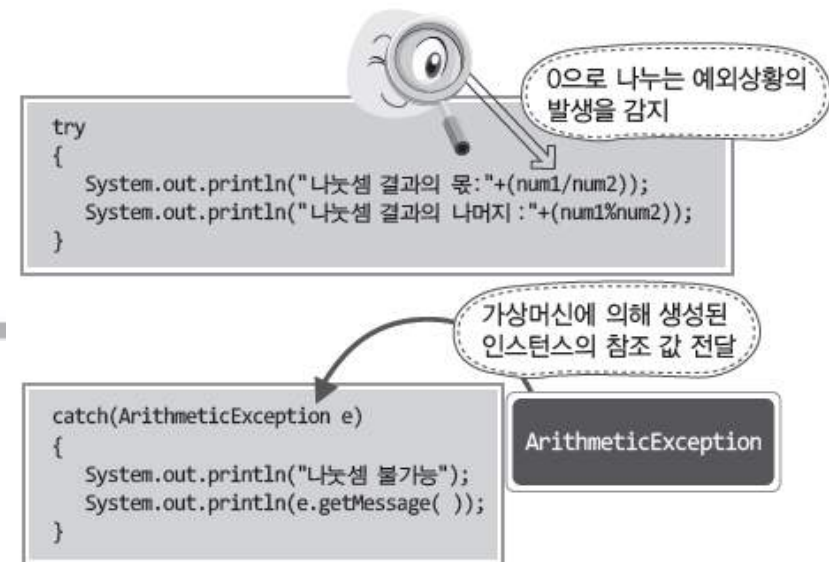 0으로 나누는 예외상황의
발생을 감지
try
{
System.out.println("나눗셈 결과의 몫:"+(num1/num2));
System.out.println("나눗셈 결과의 나머지 :"+(num1%num2));
}
가상머신에 의해 생성된
인스턴스의 참조 값 전달
catch(ArithmeticException e)
{
System.out.println("나눗셈 불가능");
System.out.println(e.getMessage( ));
}
ArithmeticException